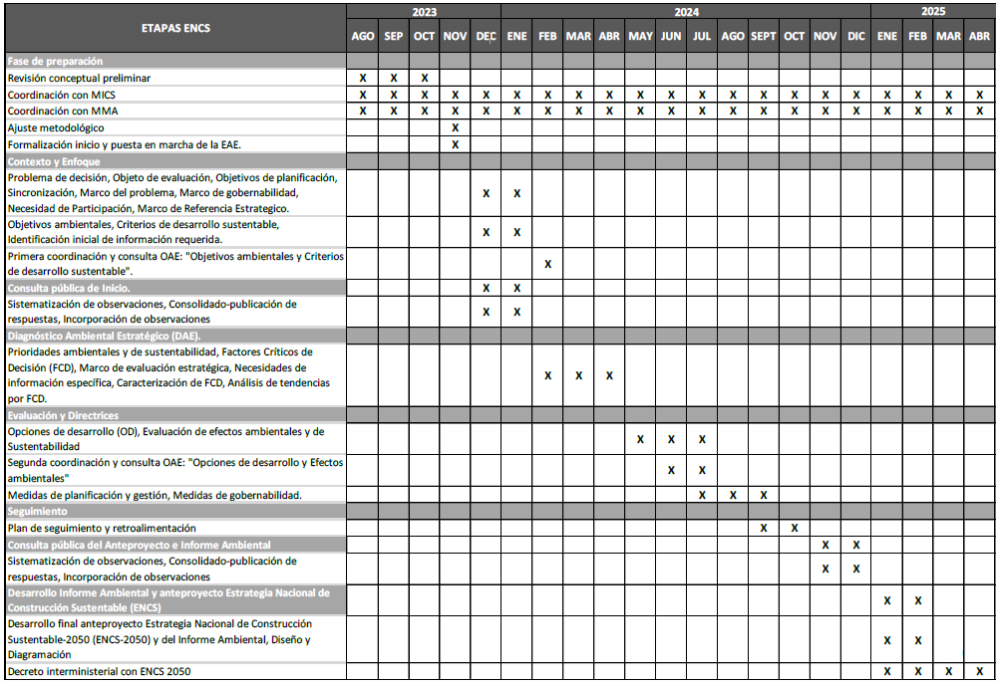 ETAPAS ENCS 2023 2024 2025
AGO SEP OCT NOV DEC ENE FEB MAR ABR MAY JUN JUL AGO SEPT OCT NOV DIC ENE FEB MAR ABR
Fase de preparación
Revisión conceptual preliminar X X X
Coordinación con MICS X X X X X X X X X X X X X X X X X X X X X
Coordinación con MMA X X X X X X X X X X X X X X X X X X X X X
Ajuste metodológico X
Formalización inicio y puesta en marcha de la EAE. X
Contexto y Enfoque
Problema de decisión, Objeto de evaluación, Objetivos de planificación,
Sincronización, Marco del problema, Marco de gobernabilidad, X X
Necesidad de Participación, Marco de Referencia Estrategico.
Objetivos ambientales, Criterios de desarrollo sustentable, X X
Identificación inicial de información requerida.
Primera coordinación y consulta OAE: "Objetivos ambientales y Criterios X
de desarrollo sustentable".
Consulta pública de Inicio. X X
Sistematización de observaciones, Consolidado-publicación de X X
respuestas, Incorporación de observaciones
Diagnóstico Ambiental Estratégico (DAE).
Prioridades ambientales y de sustentabilidad, Factores Críticos de
Decisión (FCD), Marco de evaluación estratégica, Necesidades de X X X
información específica, Caracterización de FCD, Análisis de tendencias
por FCD.
Evaluación y Directrices
Opciones de desarrollo (OD), Evaluación de efectos ambientales y de X X X
Sustentabilidad
Segunda coordinación y consulta OAE: "Opciones de desarrollo y Efectos X X
ambientales"
Medidas de planificación y gestión, Medidas de gobernabilidad. X X X
Seguimiento
Plan de seguimiento y retroalimentación X X
Consulta pública del Anteproyecto e Informe Ambiental X X
Sistematización de observaciones, Consolidado-publicación de X X
respuestas, Incorporación de observaciones
Desarrollo Informe Ambiental y anteproyecto Estrategia Nacional de X X
Construcción Sustentable (ENCS)
Desarrollo final anteproyecto Estrategia Nacional de Construcción
Sustentable-2050 (ENCS-2050) y del Informe Ambiental, Diseño y X X
Diagramación
Decreto interministerial con ENCS 2050 X X X X